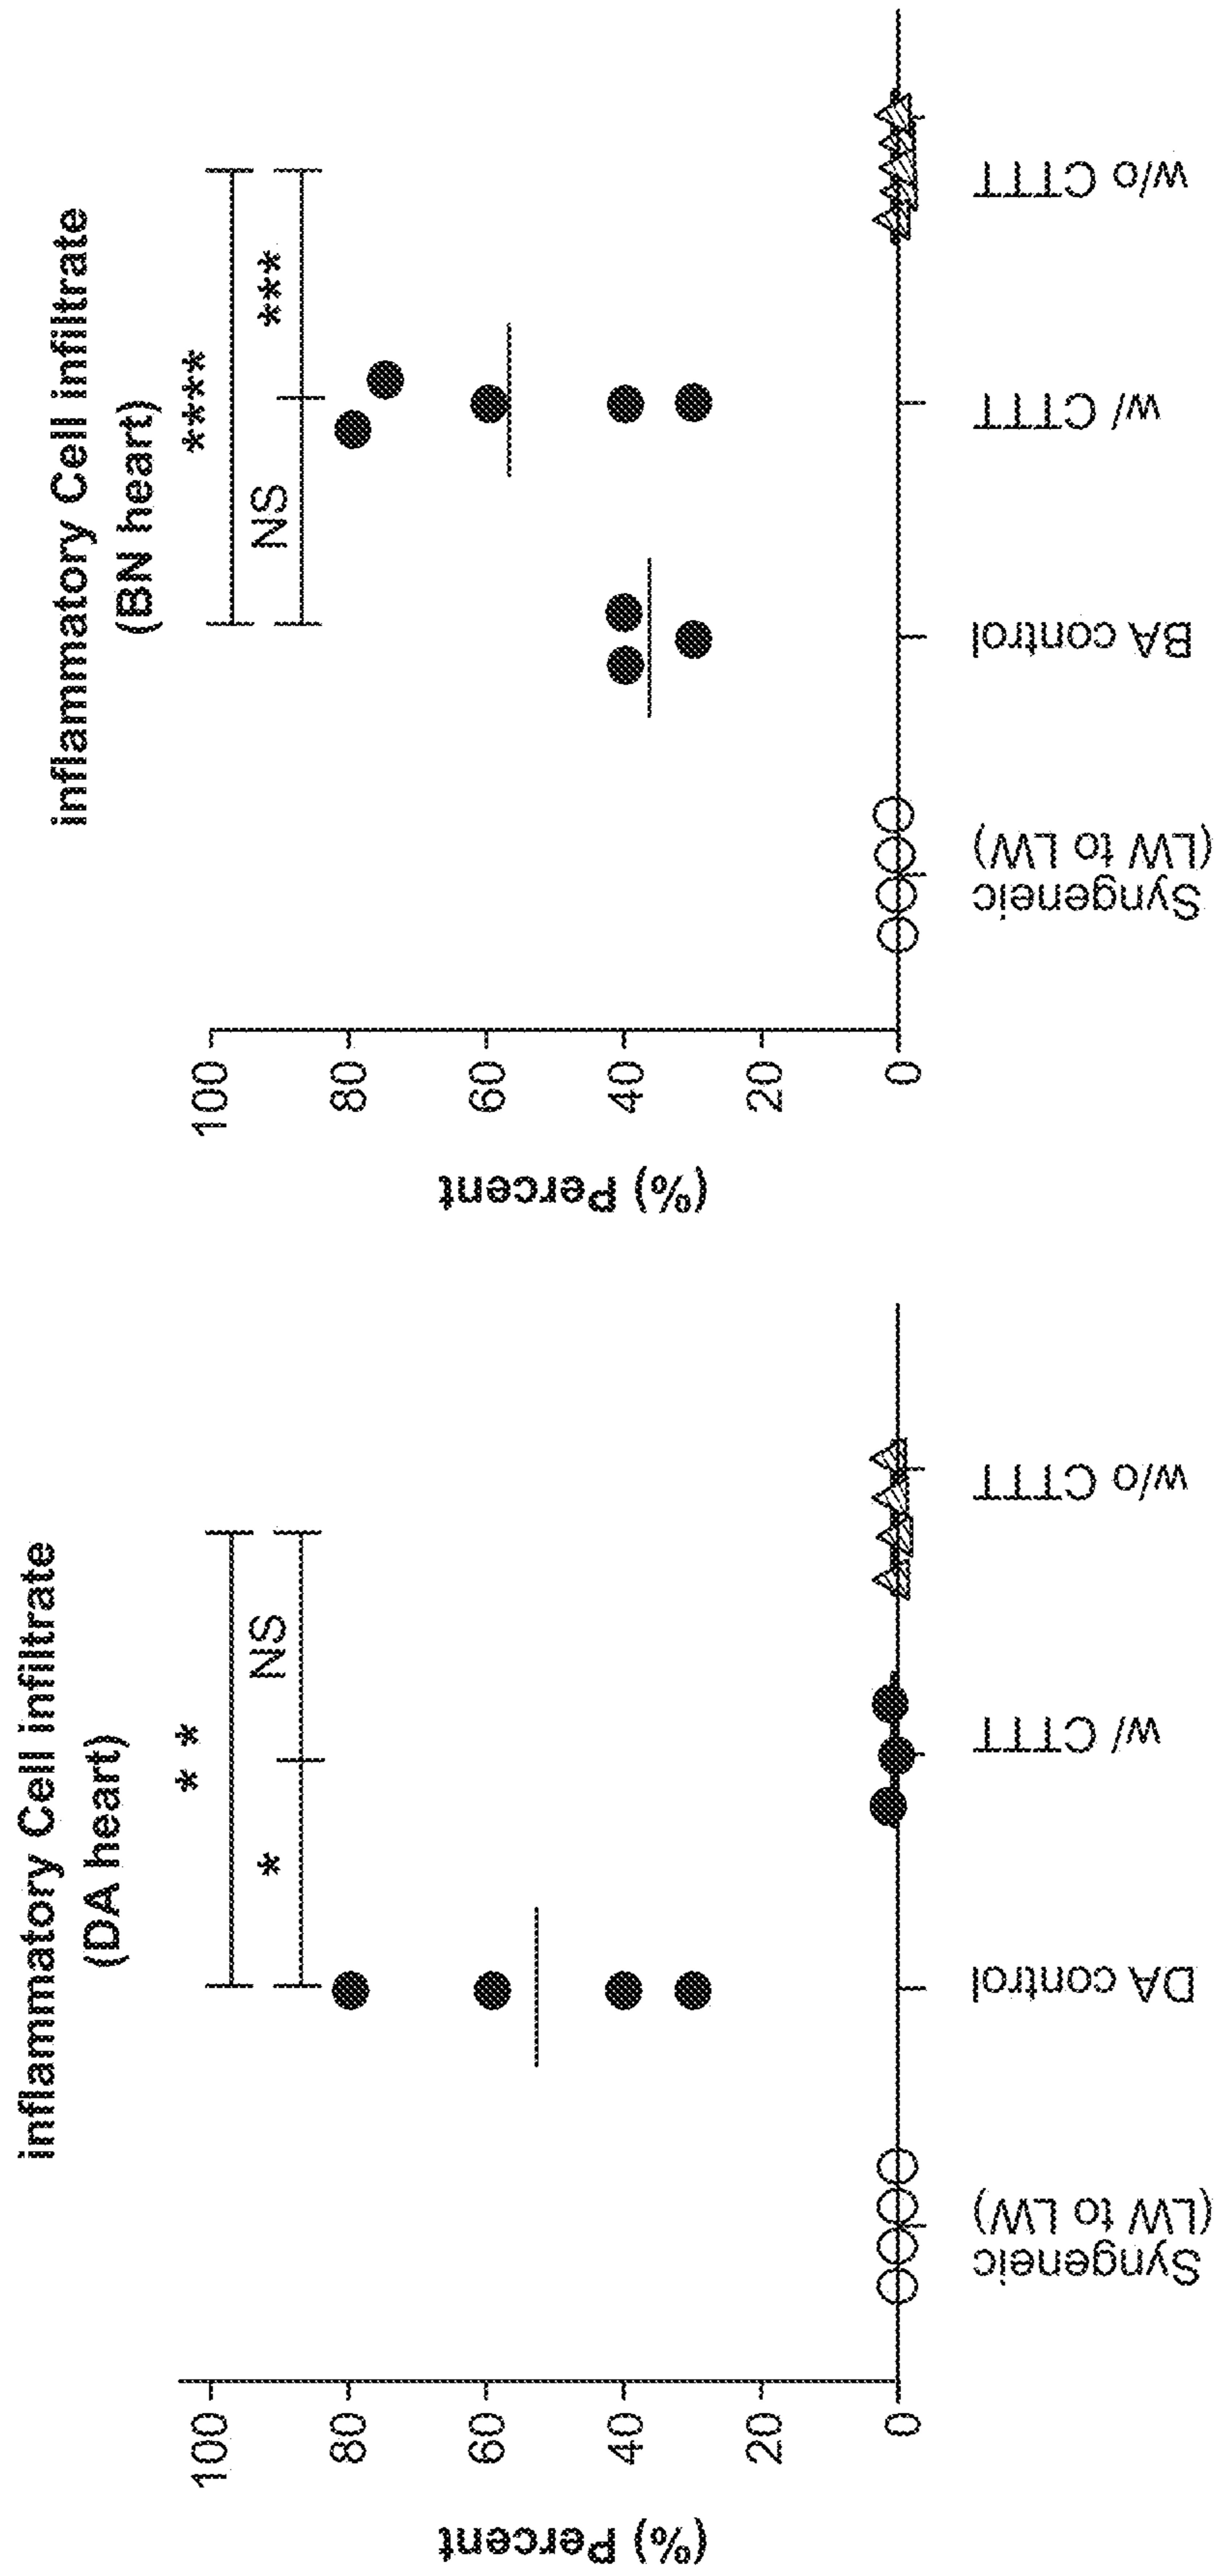 inflammatory Cell infiltrate
(DA heart)
* *
*
NS
(%) Percent
100
80
60
40
20
0
Syngeneic
(LW to LW)
DA control
w/ CTTT
w/o CTTT
inflammatory Cell infiltrate
(BN heart)
****
NS
***
(%) Percent
100
80
60
40
20
0
Syngeneic
(LW to LW)
BA control
w/ CTTT
w/o CTTT